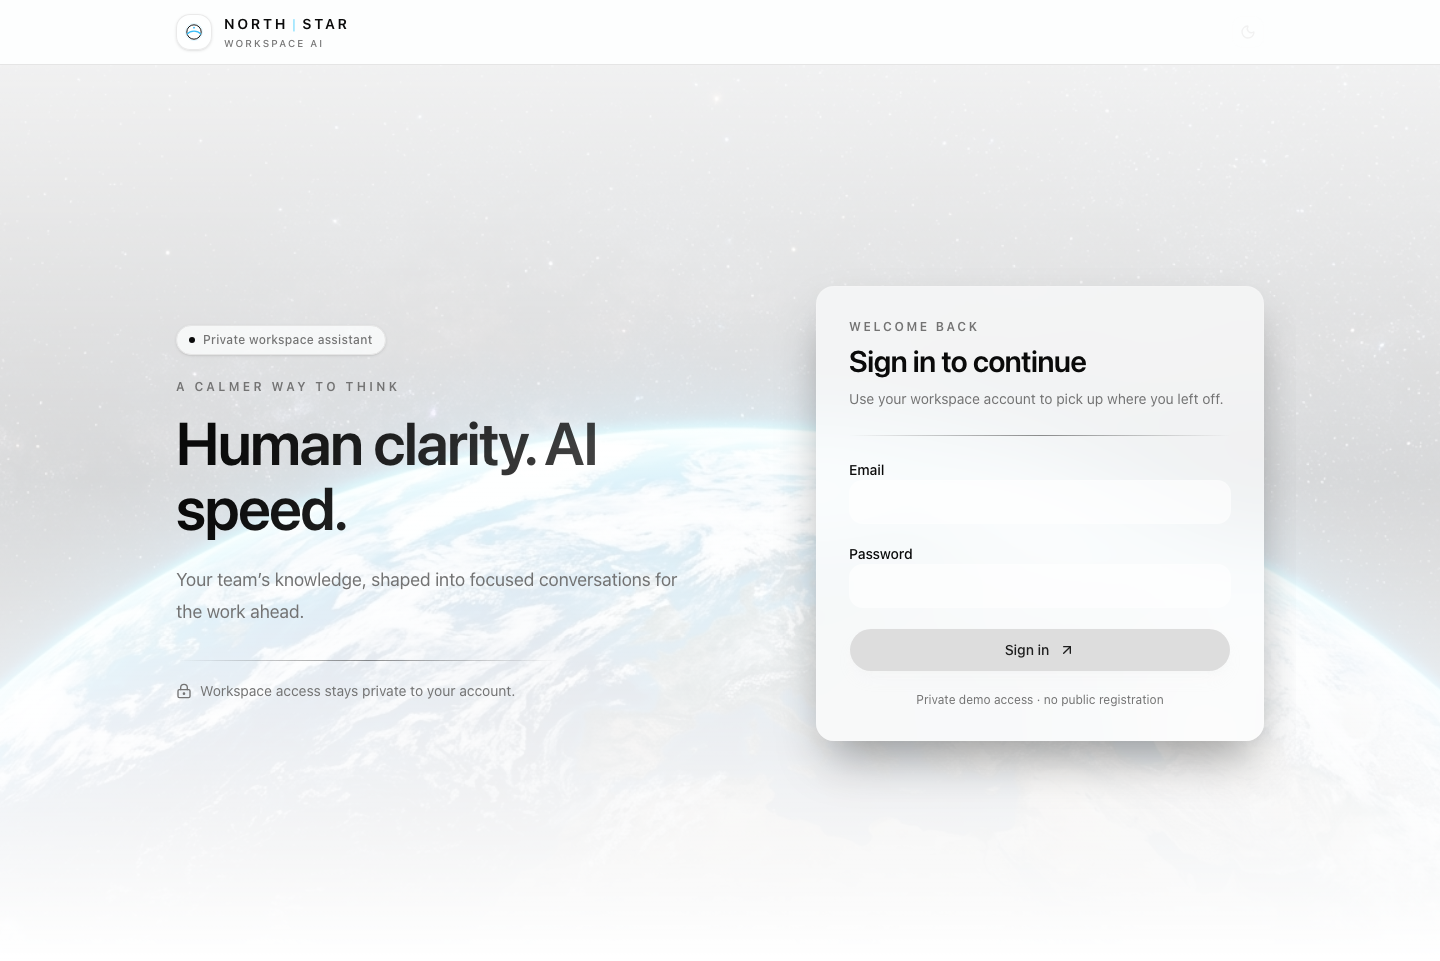 NORTH | STAR
WORKSPACE AI
Private workspace assistant
A CALMER WAY TO THINK
Human clarity. AI
speed.
Your team’s knowledge, shaped into focused conversations for
the work ahead.
Workspace access stays private to your account.
WELCOME BACK
Sign in to continue
Use your workspace account to pick up where you left off.
Email
Password
Sign in
Private demo access · no public registration